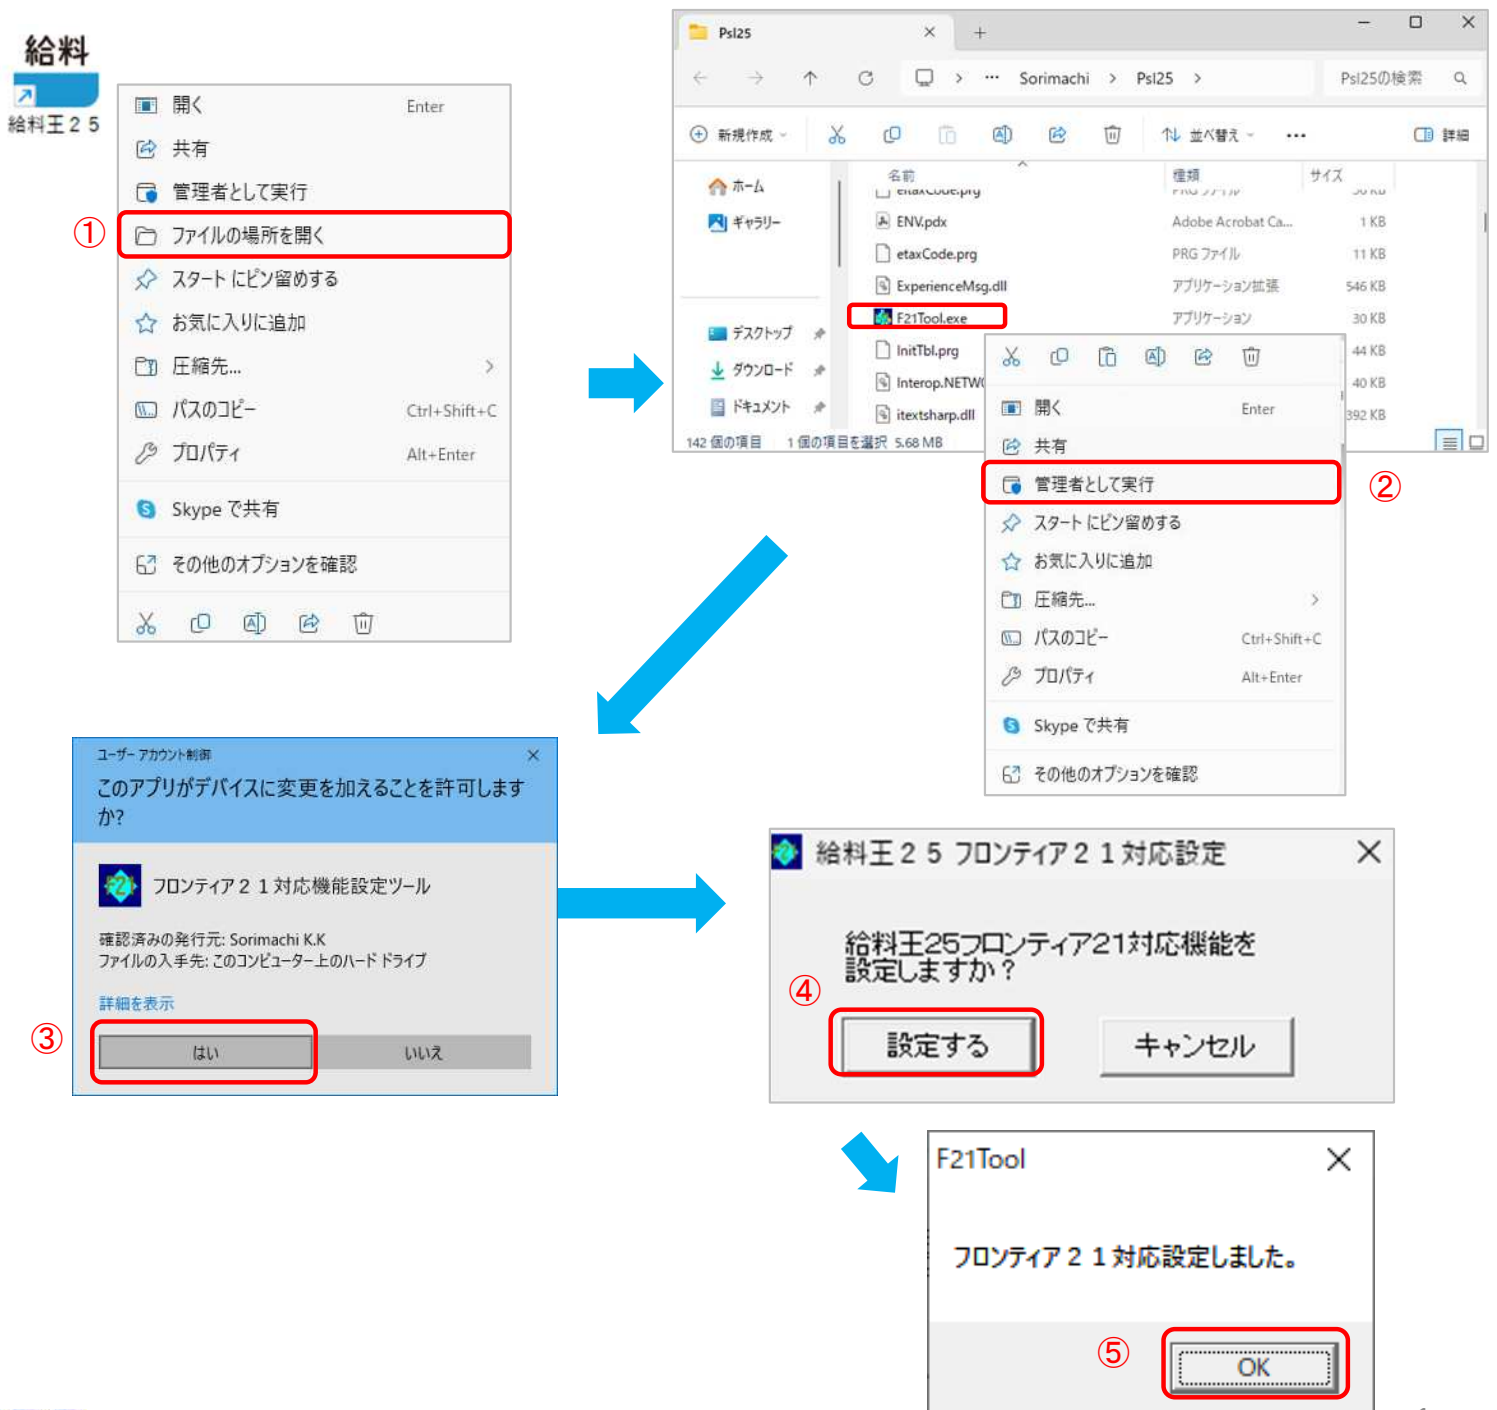 給料
給料王２５
①
開く Enter
共有
管理者として実行
ファイルの場所を開く
スタート にピン留めする
お気に入りに追加
圧縮先...
パスのコピー Ctrl+Shift+C
プロパティ Alt+Enter
Skype で共有
その他のオプションを確認
Psl25
Sorimachi > Psl25 >
Psl25の検索
新規作成
並べ替え
詳細
ホーム
ギャラリー
デスクトップ
ダウンロード
ドキュメント
名前 種類 サイズ
eltaxCode.prg PRG ファイル
ENV.pdx Adobe Acrobat Ca... 1 KB
etaxCode.prg PRG ファイル 11 KB
ExperienceMsg.dll アプリケーション拡張 546 KB
F21Tool.exe アプリケーション 30 KB
InitTbl.prg 44 KB
Interop.NETW 40 KB
itextsharp.dll 392 KB
142 個の項目 1 個の項目を選択 5.68 MB
②
開く Enter
共有
管理者として実行
スタート にピン留めする
お気に入りに追加
圧縮先...
パスのコピー Ctrl+Shift+C
プロパティ Alt+Enter
Skype で共有
その他のオプションを確認
ユーザー アカウント制御
このアプリがデバイスに変更を加えることを許可します
か?
フロンティア２１対応機能設定ツール
確認済みの発行元: Sorimachi K.K
ファイルの入手先: このコンピューター上のハード ドライブ
詳細を表示
③
はい いいえ
給料王２５ フロンティア２１対応設定
給料王25フロンティア21対応機能を
設定しますか？
④
設定する キャンセル
F21Tool
フロンティア２１対応設定しました。
⑤
OK